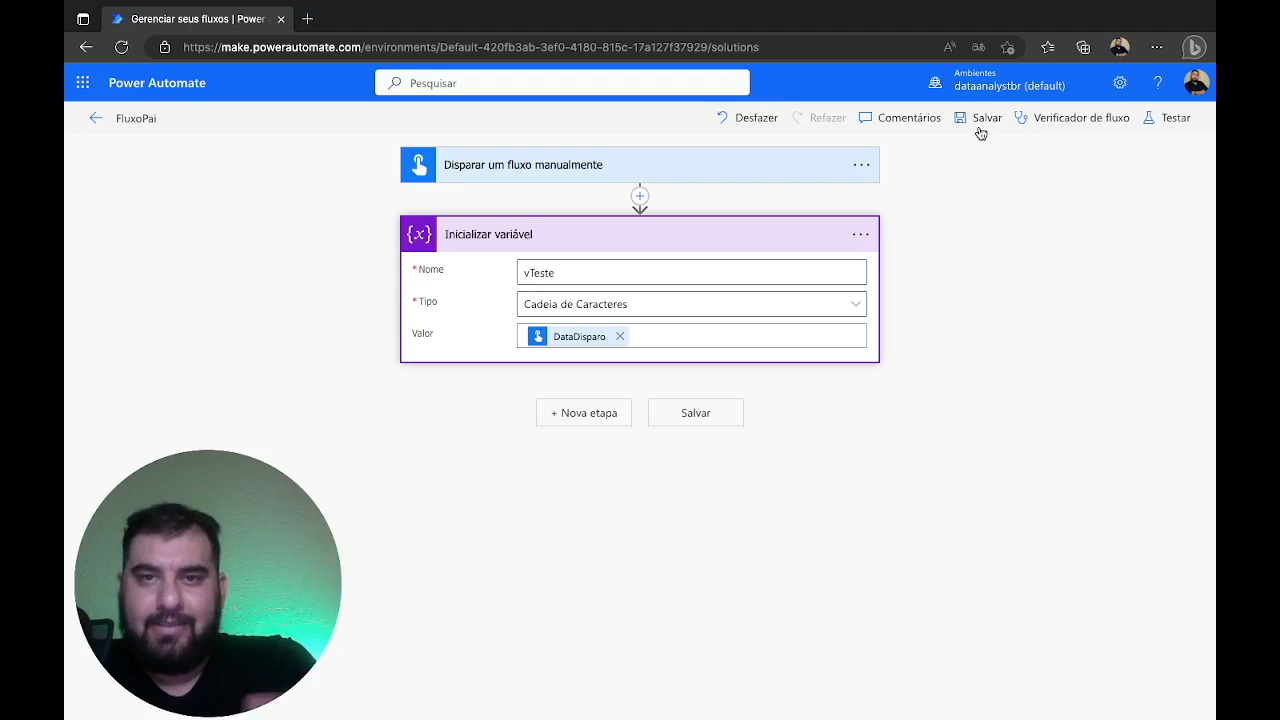 Gerenciar seus fluxos | Power
https://make.powerautomate.com/environments/Default-420fb3ab-3ef0-4180-815c-17a127f37929/solutions
Power Automate
Pesquisar
Ambientes
dataanalystbr (default)
FluxoPai
Desfazer
Refazer
Comentários
Salvar
Verificador de fluxo
Testar
Disparar um fluxo manualmente
{x} Inicializar variável
* Nome
vTeste
* Tipo
Cadeia de Caracteres
Valor
DataDisparo
+ Nova etapa
Salvar